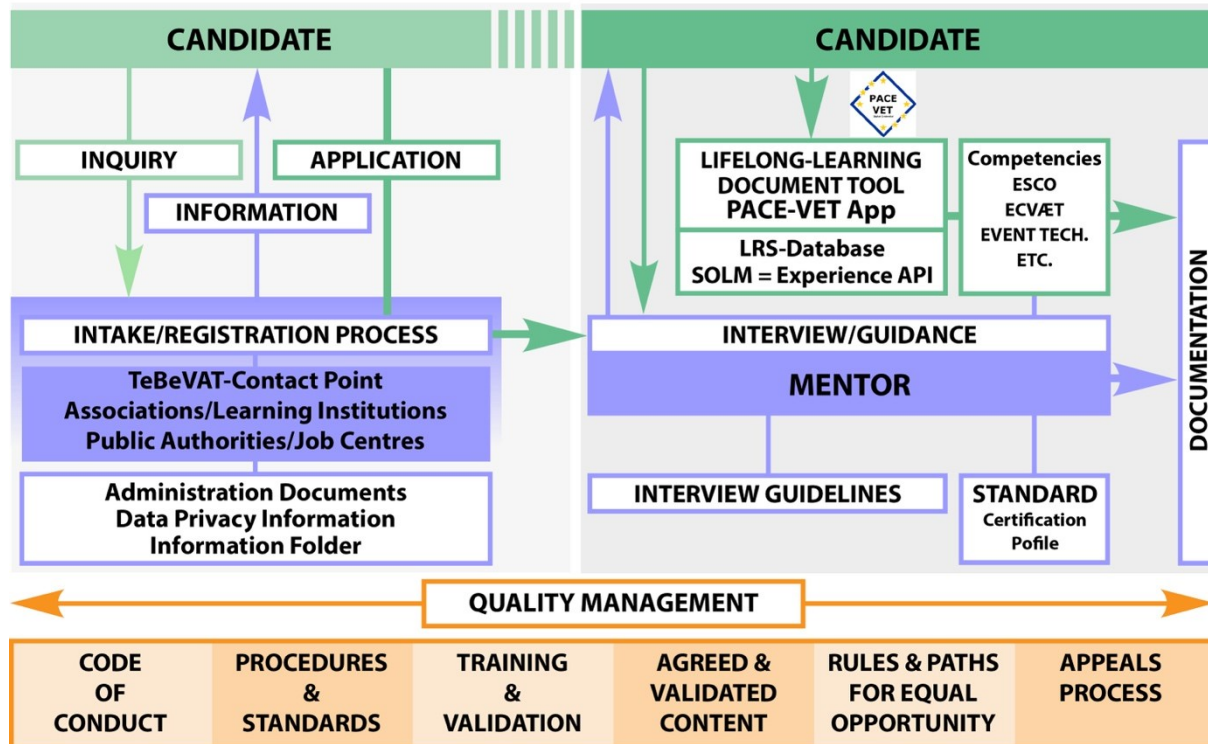 CANDIDATE
INQUIRY
APPLICATION
INFORMATION
INTAKE/REGISTRATION PROCESS
TeBeVAT-Contact Point
Associations/Learning Institutions
Public Authorities/Job Centres
Administration Documents
Data Privacy Information
Information Folder
CANDIDATE
PACE
VET
LIFELONG-LEARNING
DOCUMENT TOOL
PACE-VET App
LRS-Database
SOLM = Experience API
Competencies
ESCO
ECVÆT
EVENT TECH.
ETC.
INTERVIEW/GUIDANCE
MENTOR
INTERVIEW GUIDELINES
STANDARD
Certification
Pofile
DOCUMENTATION
QUALITY MANAGEMENT
CODE
OF
CONDUCT
PROCEDURES
&
STANDARDS
TRAINING
&
VALIDATION
AGREED &
VALIDATED
CONTENT
RULES & PATHS
FOR EQUAL
OPPORTUNITY
APPEALS
PROCESS